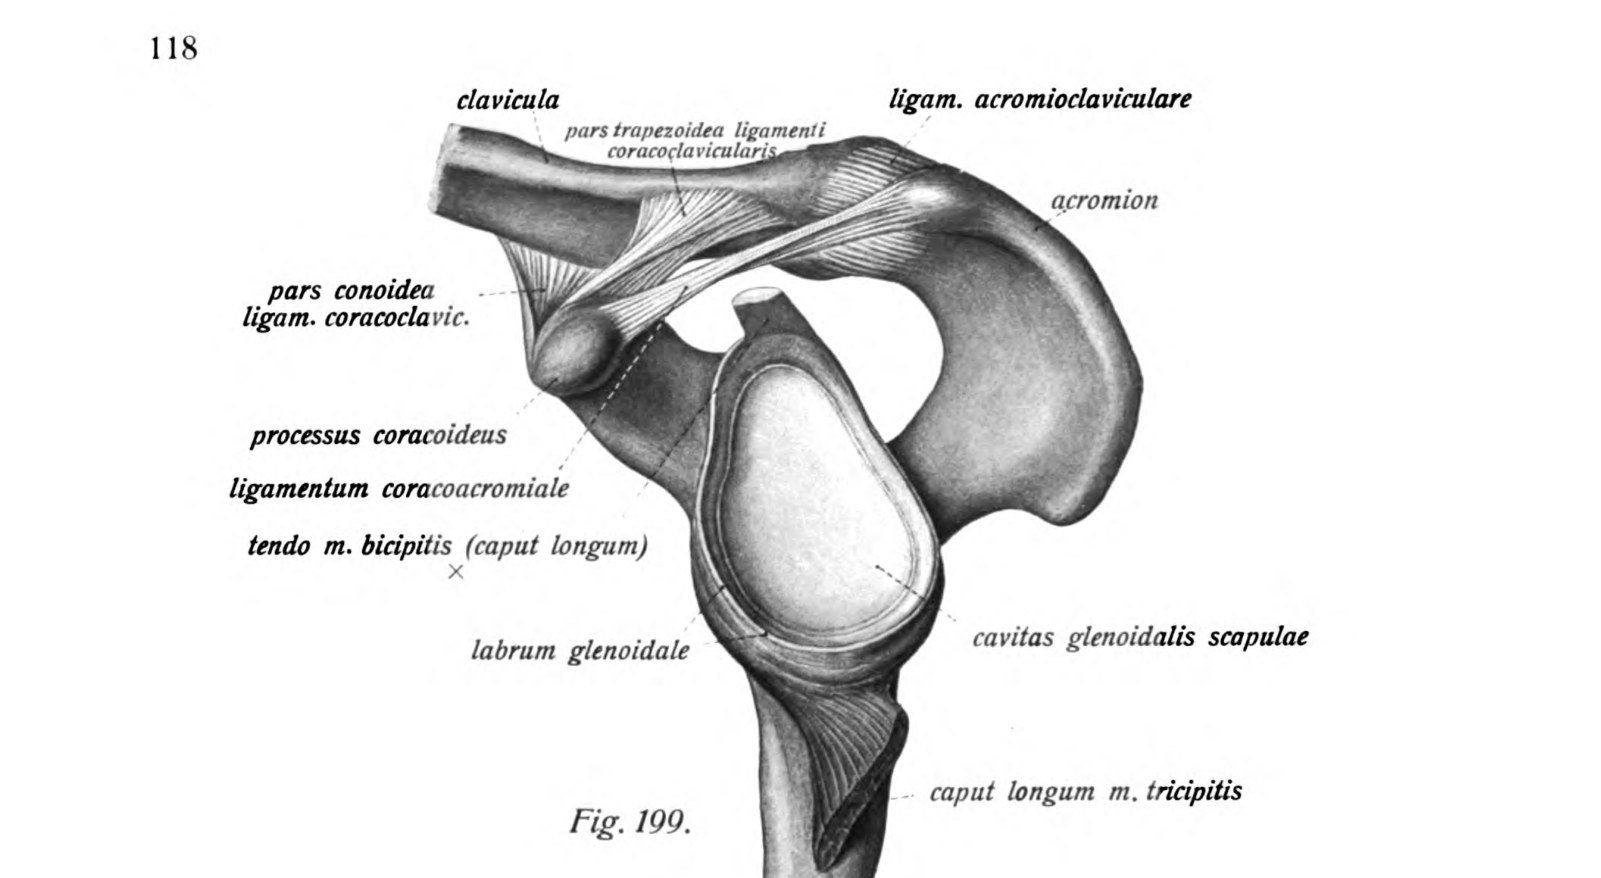 118
clavicula
ligam. acromioclaviculare
pars trapezoidea ligamenti
coracoclavicularis
acromion
pars conoidea
ligam. coracoclavic.
processus coracoideus
ligamentum coracoacromiale
tendo m. bicipitis (caput longum)
×
labrum glenoidale
cavitas glenoidalis scapulae
caput longum m. tricipitis
Fig. 199.